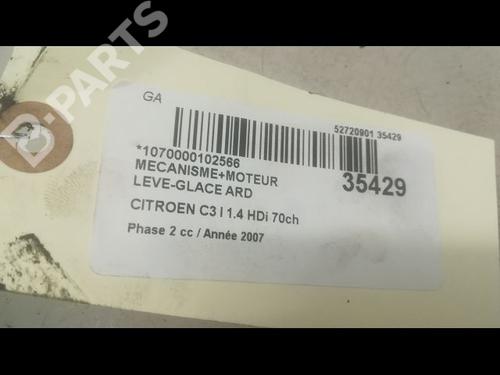 B-PARTS
GA
52720901 35429
*1070000102566
MECANISME+MOTEUR
LEVE-GLACE ARD
35429
CITROEN C3 I 1.4 HDi 70ch
Phase 2 cc / Année 2007